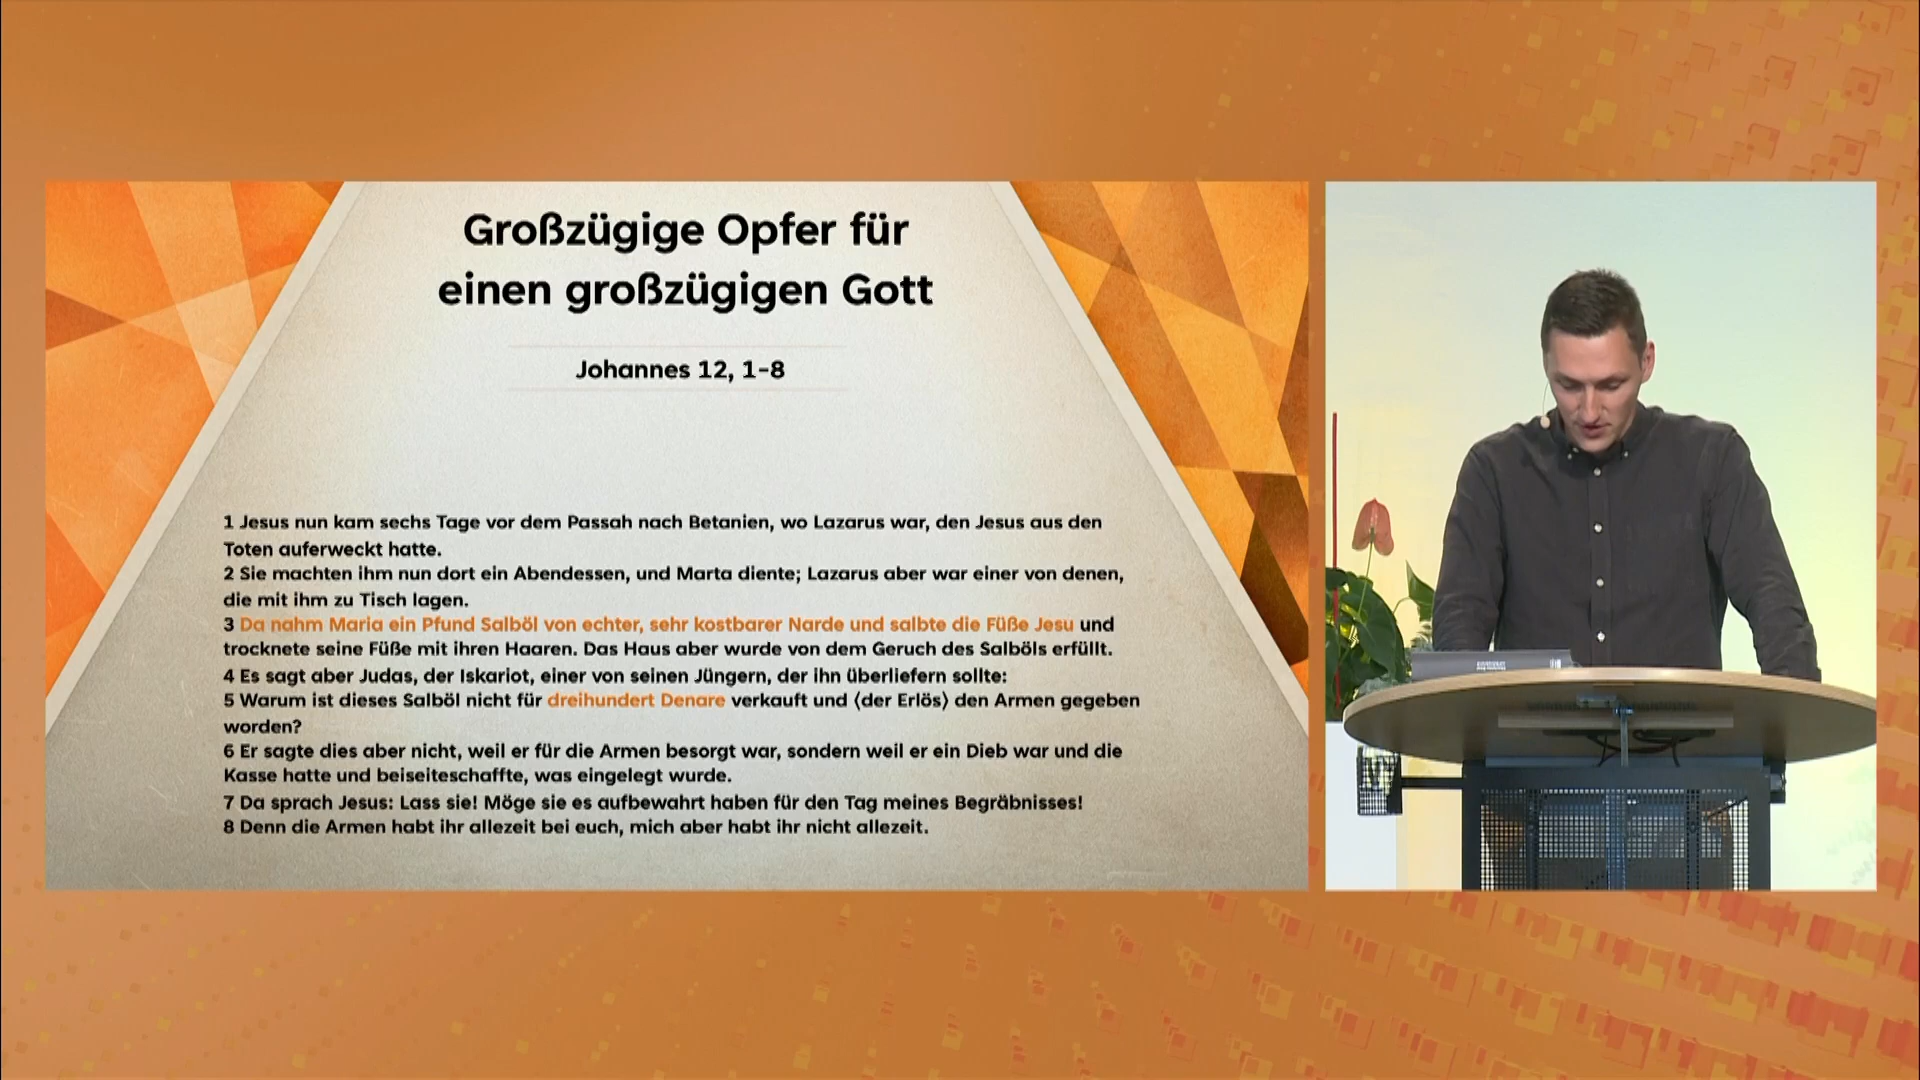 Großzügige Opfer für
einen großzügigen Gott
Johannes 12, 1-8
1 Jesus nun kam sechs Tage vor dem Passah nach Betanien, wo Lazarus war, den Jesus aus den
Toten auferweckt hatte.
2 Sie machten ihm nun dort ein Abendessen, und Marta diente; Lazarus aber war einer von denen,
die mit ihm zu Tisch lagen.
3 Da nahm Maria ein Pfund Salböl von echter, sehr kostbarer Narde und salbte die Füße Jesu und
trocknete seine Füße mit ihren Haaren. Das Haus aber wurde von dem Geruch des Salböls erfüllt.
4 Es sagt aber Judas, der Iskariot, einer von seinen Jüngern, der ihn überliefern sollte:
5 Warum ist dieses Salböl nicht für dreihundert Denare verkauft und ⟨der Erlös⟩ den Armen gegeben
worden?
6 Er sagte dies aber nicht, weil er für die Armen besorgt war, sondern weil er ein Dieb war und die
Kasse hatte und beiseiteschaffte, was eingelegt wurde.
7 Da sprach Jesus: Lass sie! Möge sie es aufbewahrt haben für den Tag meines Begräbnisses!
8 Denn die Armen habt ihr allezeit bei euch, mich aber habt ihr nicht allezeit.